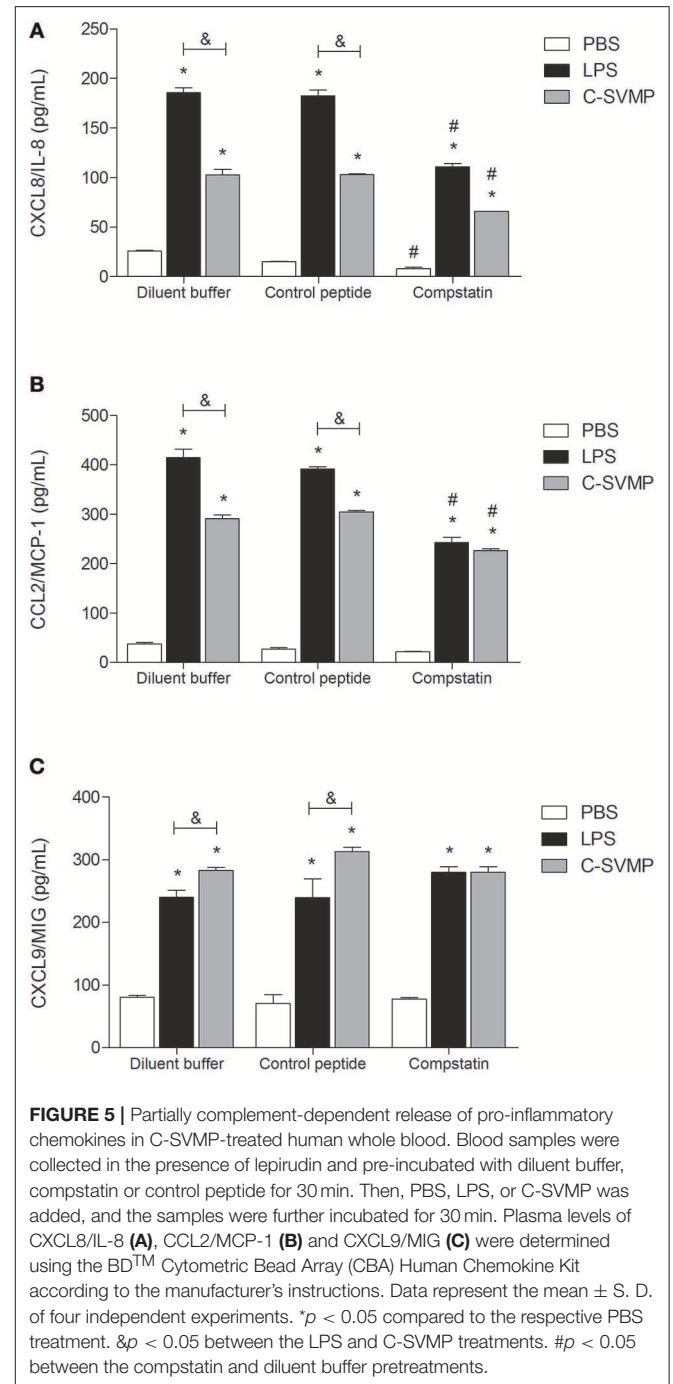 A
250
200
150
100
50
0
CXCL8/IL-8 (pg/mL)
& &
* * * * # * # * #
Diluent buffer Control peptide Compstatin
PBS
LPS
C-SVMP
B
500
400
300
200
100
0
CCL2/MCP-1 (pg/mL)
& &
* * * * # * # *
Diluent buffer Control peptide Compstatin
PBS
LPS
C-SVMP
C
400
300
200
100
0
CXCL9/MIG (pg/mL)
& &
* * * * * *
Diluent buffer Control peptide Compstatin
PBS
LPS
C-SVMP
FIGURE 5 | Partially complement-dependent release of pro-inflammatory
chemokines in C-SVMP-treated human whole blood. Blood samples were
collected in the presence of lepirudin and pre-incubated with diluent buffer,
compstatin or control peptide for 30 min. Then, PBS, LPS, or C-SVMP was
added, and the samples were further incubated for 30 min. Plasma levels of
CXCL8/IL-8 (A), CCL2/MCP-1 (B) and CXCL9/MIG (C) were determined
using the BD™ Cytometric Bead Array (CBA) Human Chemokine Kit
according to the manufacturer's instructions. Data represent the mean ± S. D.
of four independent experiments. *p < 0.05 compared to the respective PBS
treatment. &p < 0.05 between the LPS and C-SVMP treatments. #p < 0.05
between the compstatin and diluent buffer pretreatments.